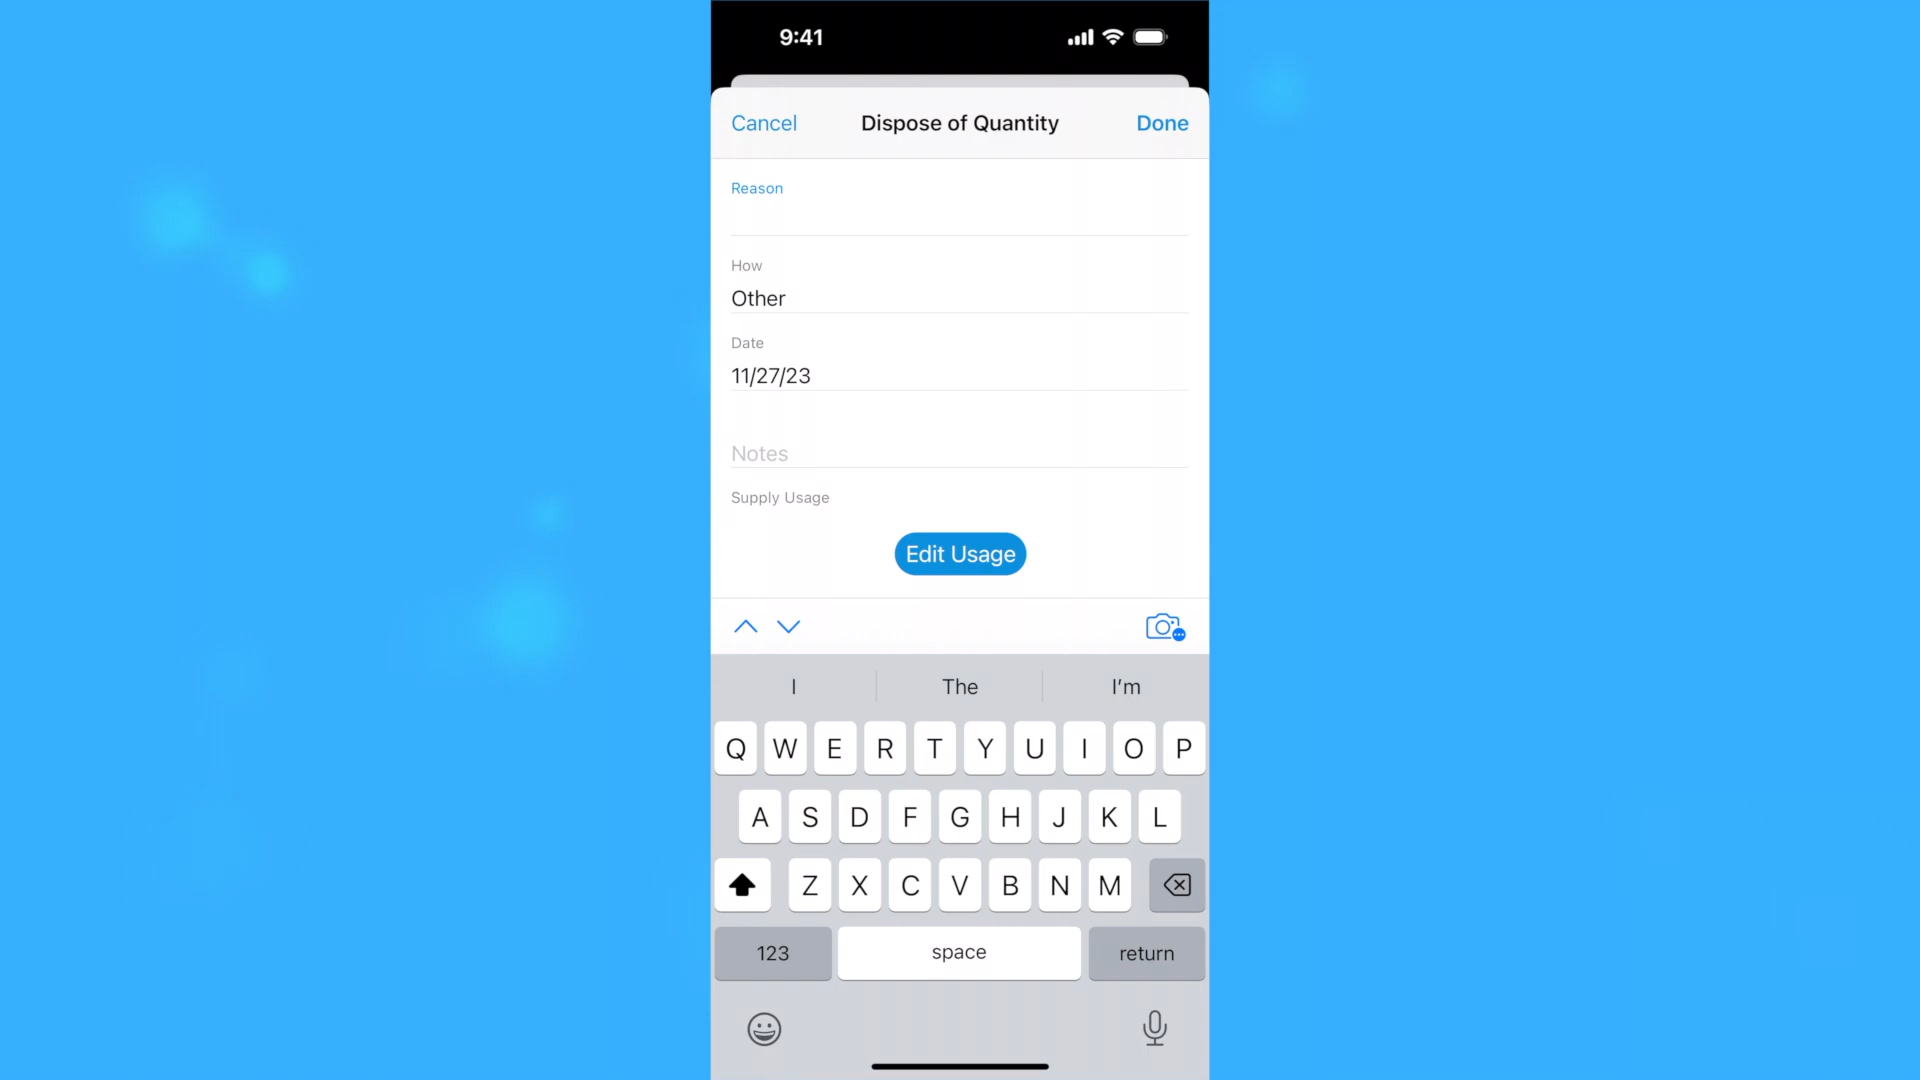 9:41
Cancel Dispose of Quantity Done
Reason
How
Other
Date
11/27/23
Notes
Supply Usage
Edit Usage
I The I'm
Q W E R T Y U I O P
A S D F G H J K L
Z X C V B N M
123 space return